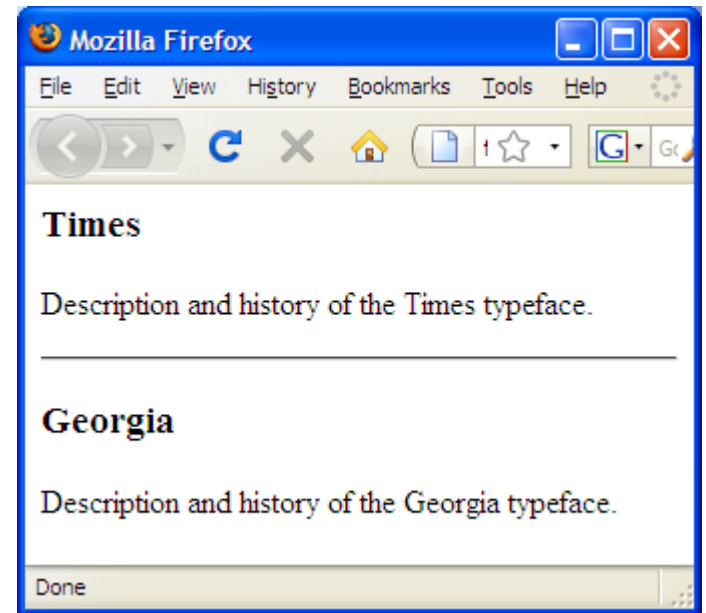 Mozilla Firefox
File Edit View History Bookmarks Tools Help
G
Times
Description and history of the Times typeface.
Georgia
Description and history of the Georgia typeface.
Done